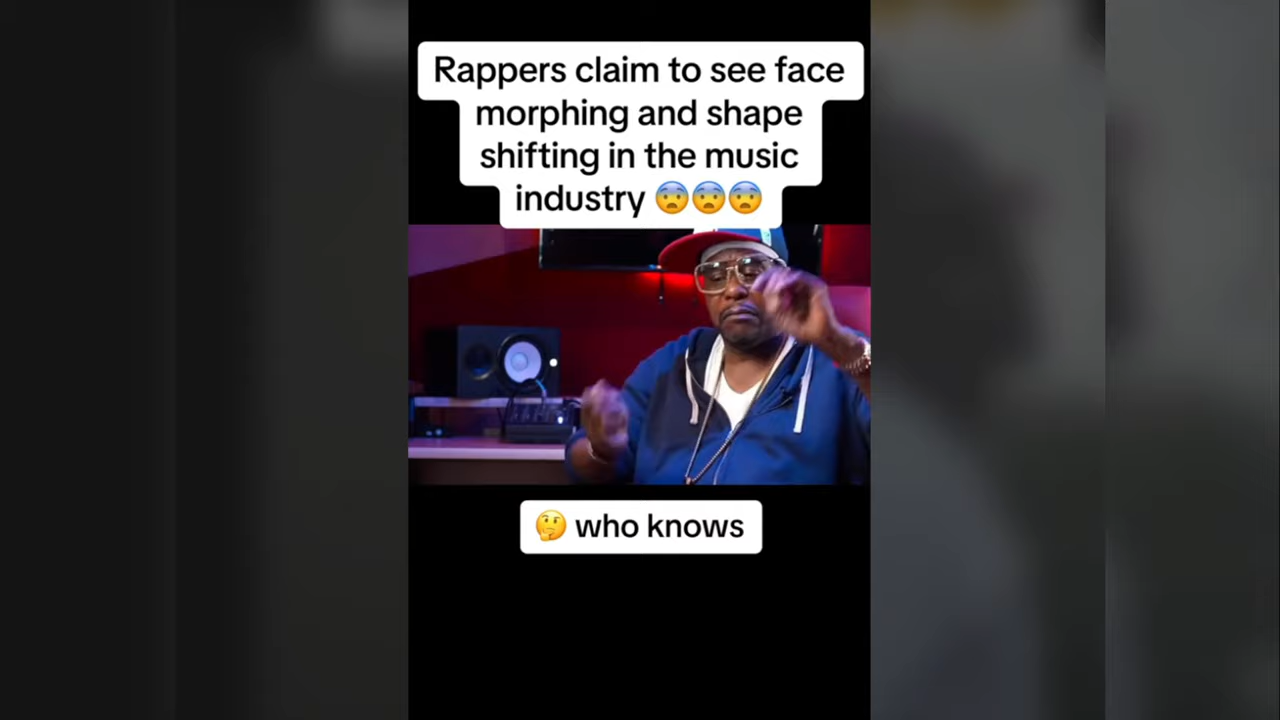 Rappers claim to see face
morphing and shape
shifting in the music
industry 😨😨😨
🤔 who knows